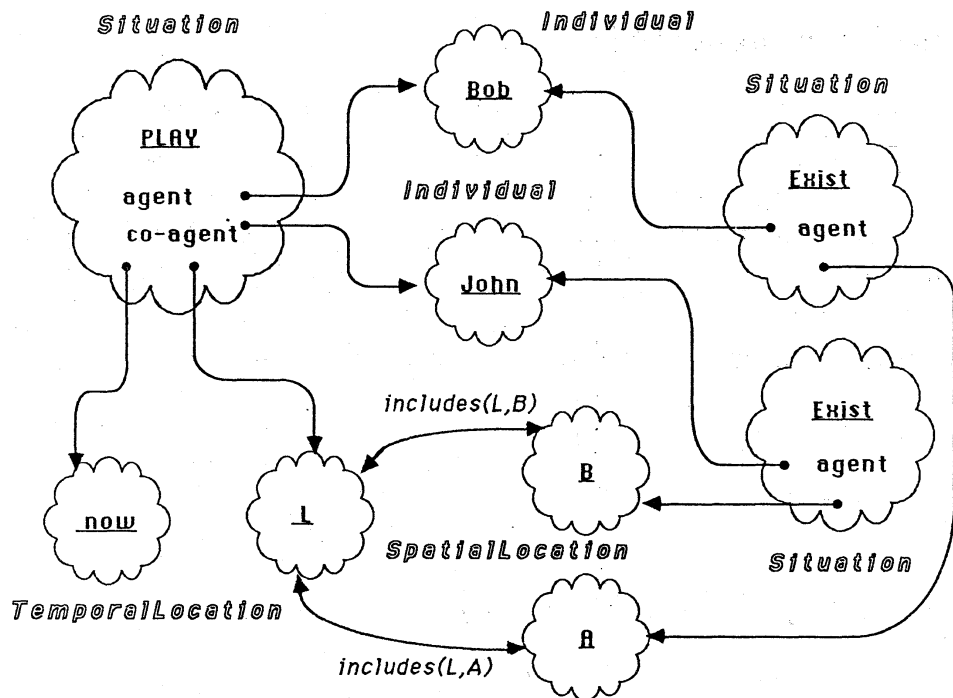 Situation
Individual
Bob
Situation
PLAY
agent
co-agent
Individual
John
Exist
agent
includes(L,B)
B
Exist
agent
now
L
SpatialLocation
Situation
TemporalLocation
A
includes(L,A)